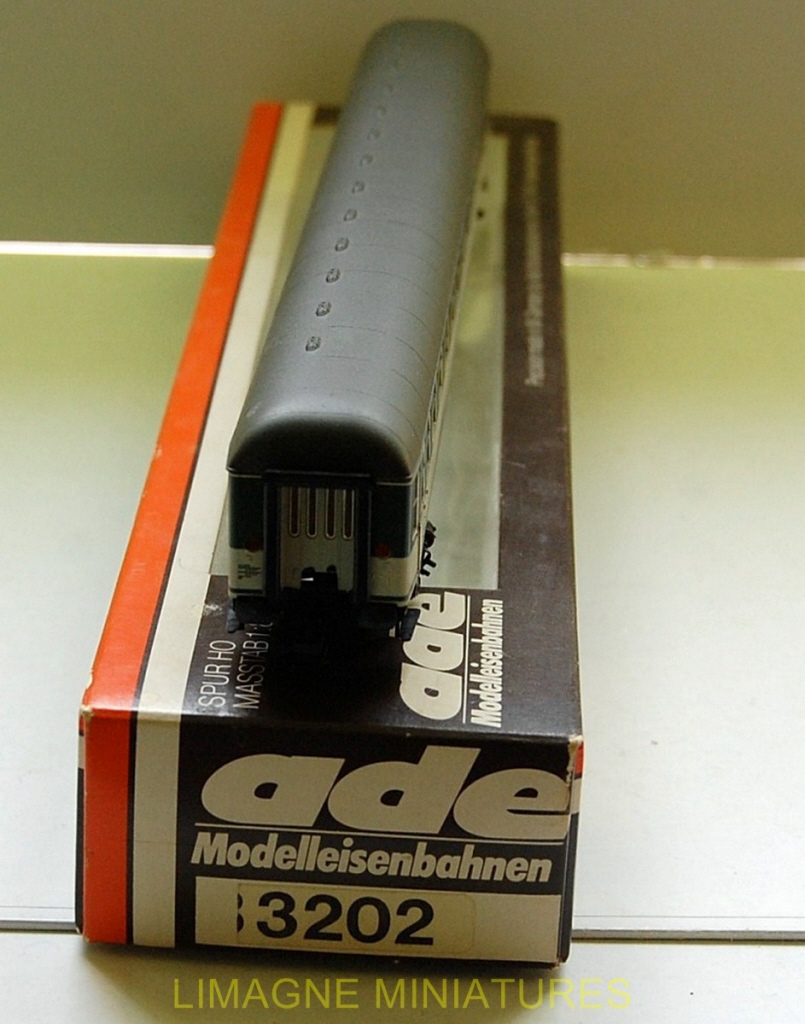 SPUR HO
MASSTAB 1:
ade
Modelleisenbahnen
ade
Modelleisenbahnen
3202
LIMAGNE MINIATURES